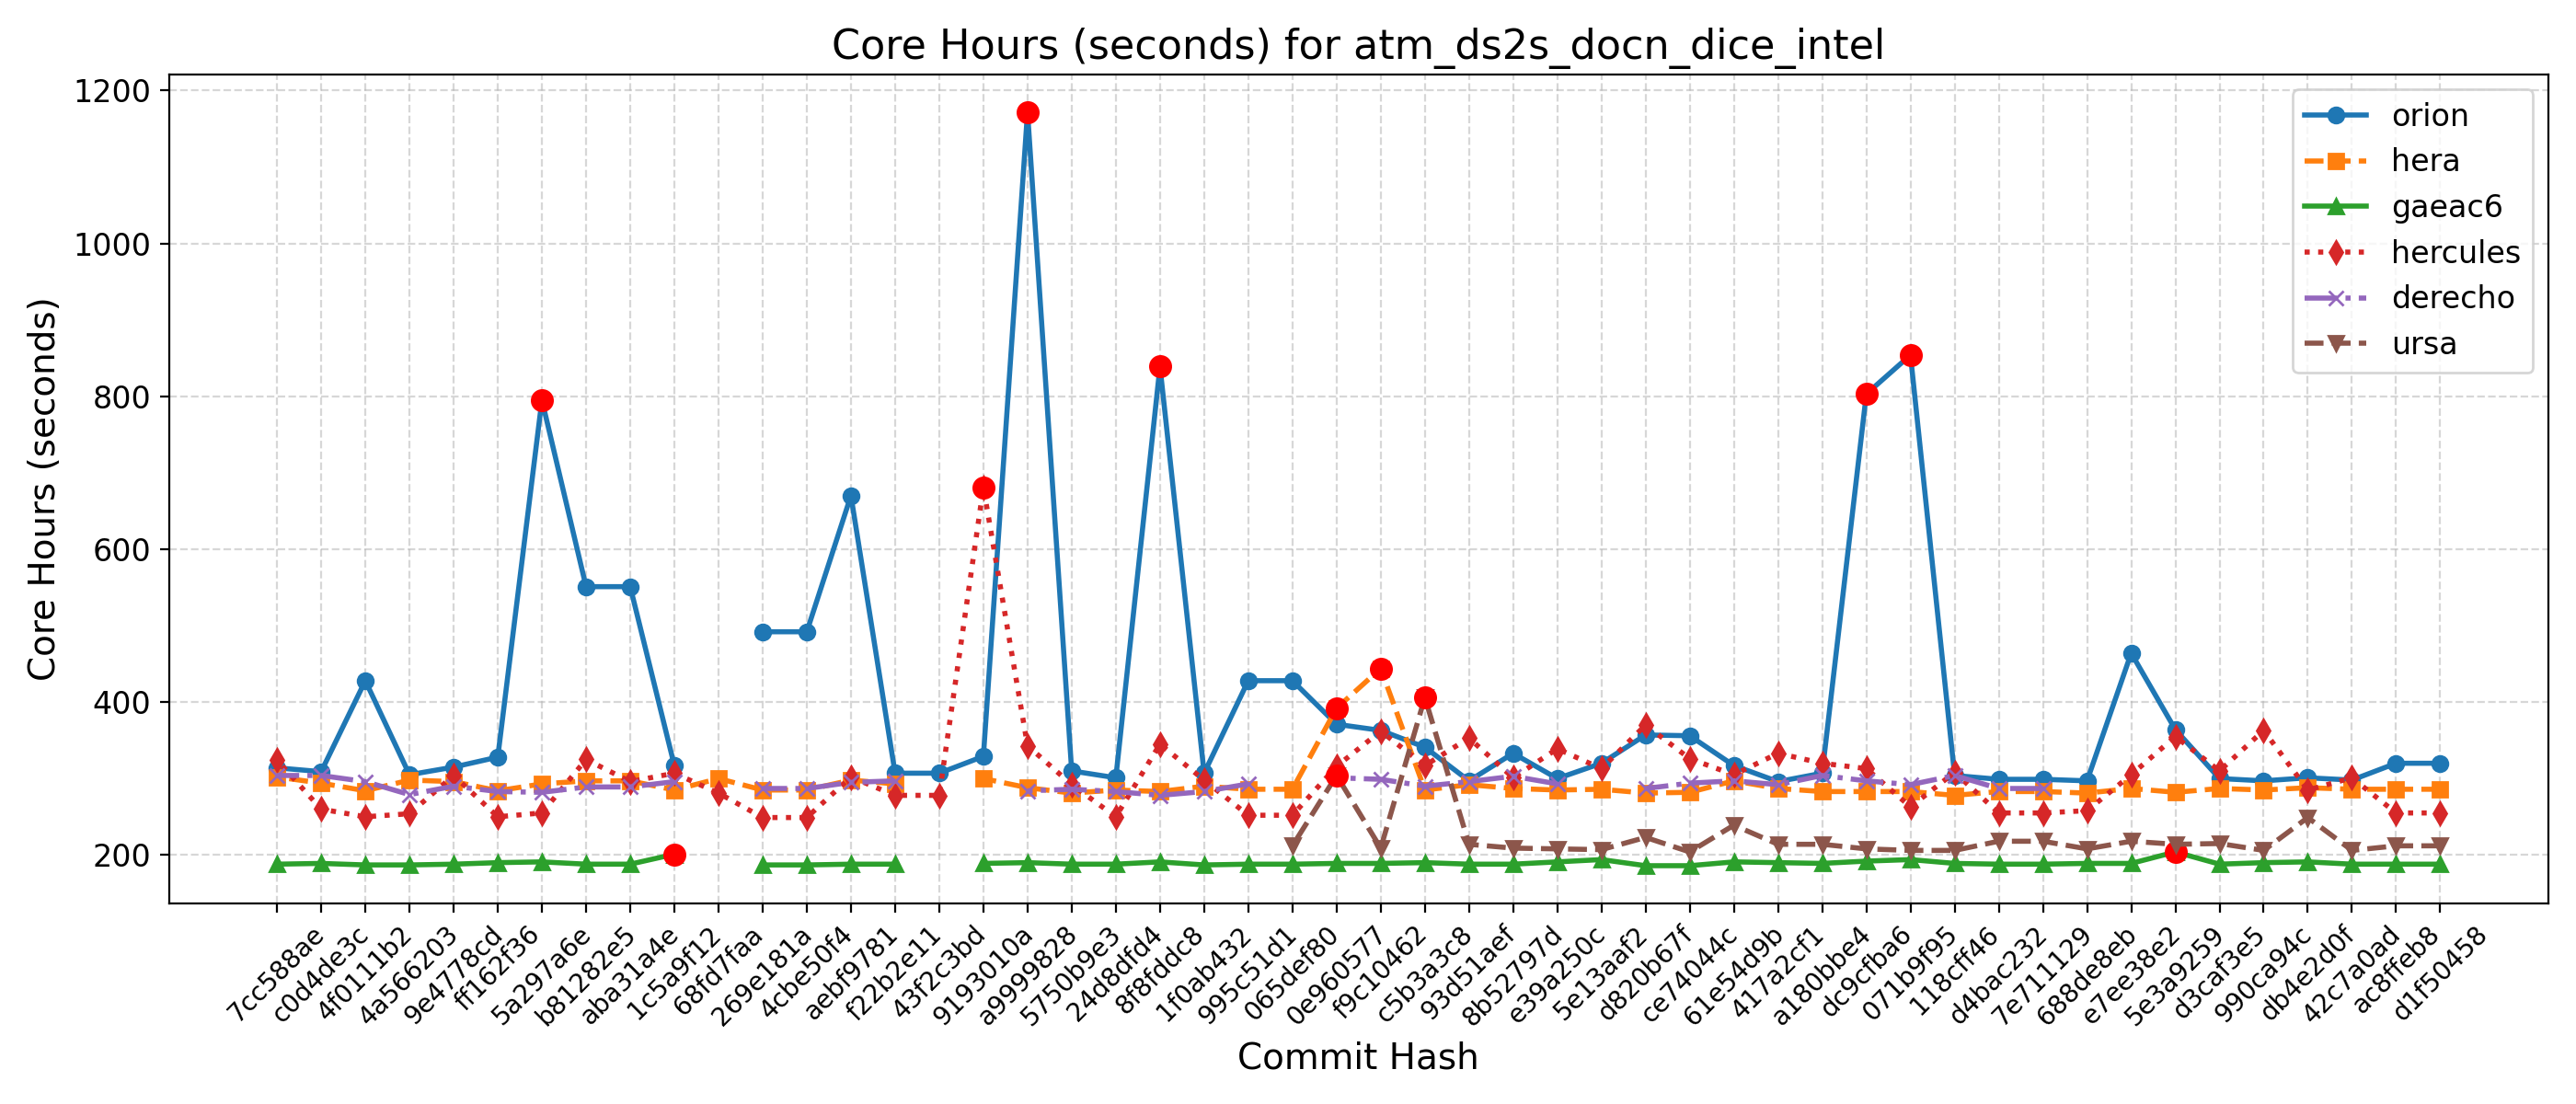 Core Hours (seconds) for atm_ds2s_docn_dice_intel
Core Hours (seconds)
1200
1000
800
600
400
200
orion
hera
gaeac6
hercules
derecho
ursa
7cc588ae
c0d4de3c
4f0111b2
4a566203
9e4778cd
ff162f36
5a297a6e
b81282e5
aba31a4e
1c5a9f12
68fd7faa
269e181a
4cbe50f4
aebf9781
f22b2e11
43f2c3bd
9193010a
a9999828
5750b9e3
24d8dfd4
8f8fddc8
1f0ab432
995c51d1
065def80
0e960577
f9c10462
c5b3a3c8
93d51aef
8b52797d
e39a250c
5e13aaf2
d820b67f
ce74044c
61e54d9b
417a2cf1
a180bbe4
dc9cfba6
071b9f95
118cff46
d4bac232
7e711129
688de8eb
e7ee38e2
5e3a9259
d3caf3e5
990ca94c
db4e2d0f
42c7a0ad
ac8ffeb8
d1f50458
Commit Hash